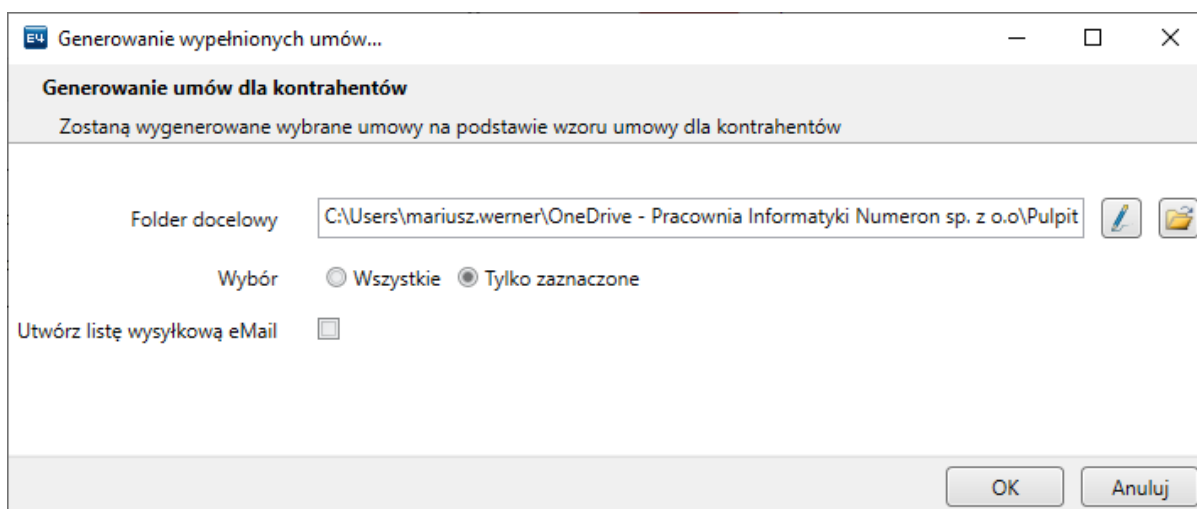 E4 Generowanie wypełnionych umów...
Generowanie umów dla kontrahentów
Zostaną wygenerowane wybrane umowy na podstawie wzoru umowy dla kontrahentów
Folder docelowy C:\Users\mariusz.werner\OneDrive - Pracownia Informatyki Numeron sp. z o.o\Pulpit
Wybór Wszystkie Tylko zaznaczone
Utwórz listę wysyłkową eMail
OK Anuluj